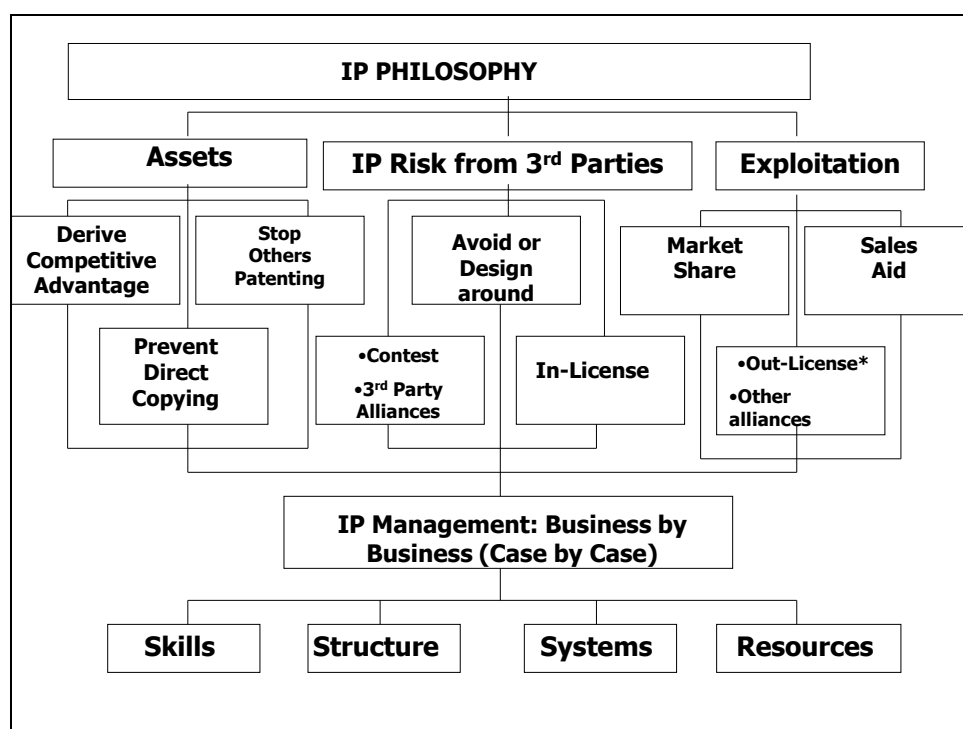 IP PHILOSOPHY
Assets
IP Risk from 3rd Parties
Exploitation
Derive
Competitive
Advantage
Stop
Others
Patenting
Avoid or
Design
around
Market
Share
Sales
Aid
Prevent
Direct
Copying
•Contest
•3rd Party
Alliances
In-License
•Out-License*
•Other
alliances
IP Management: Business by
Business (Case by Case)
Skills
Structure
Systems
Resources